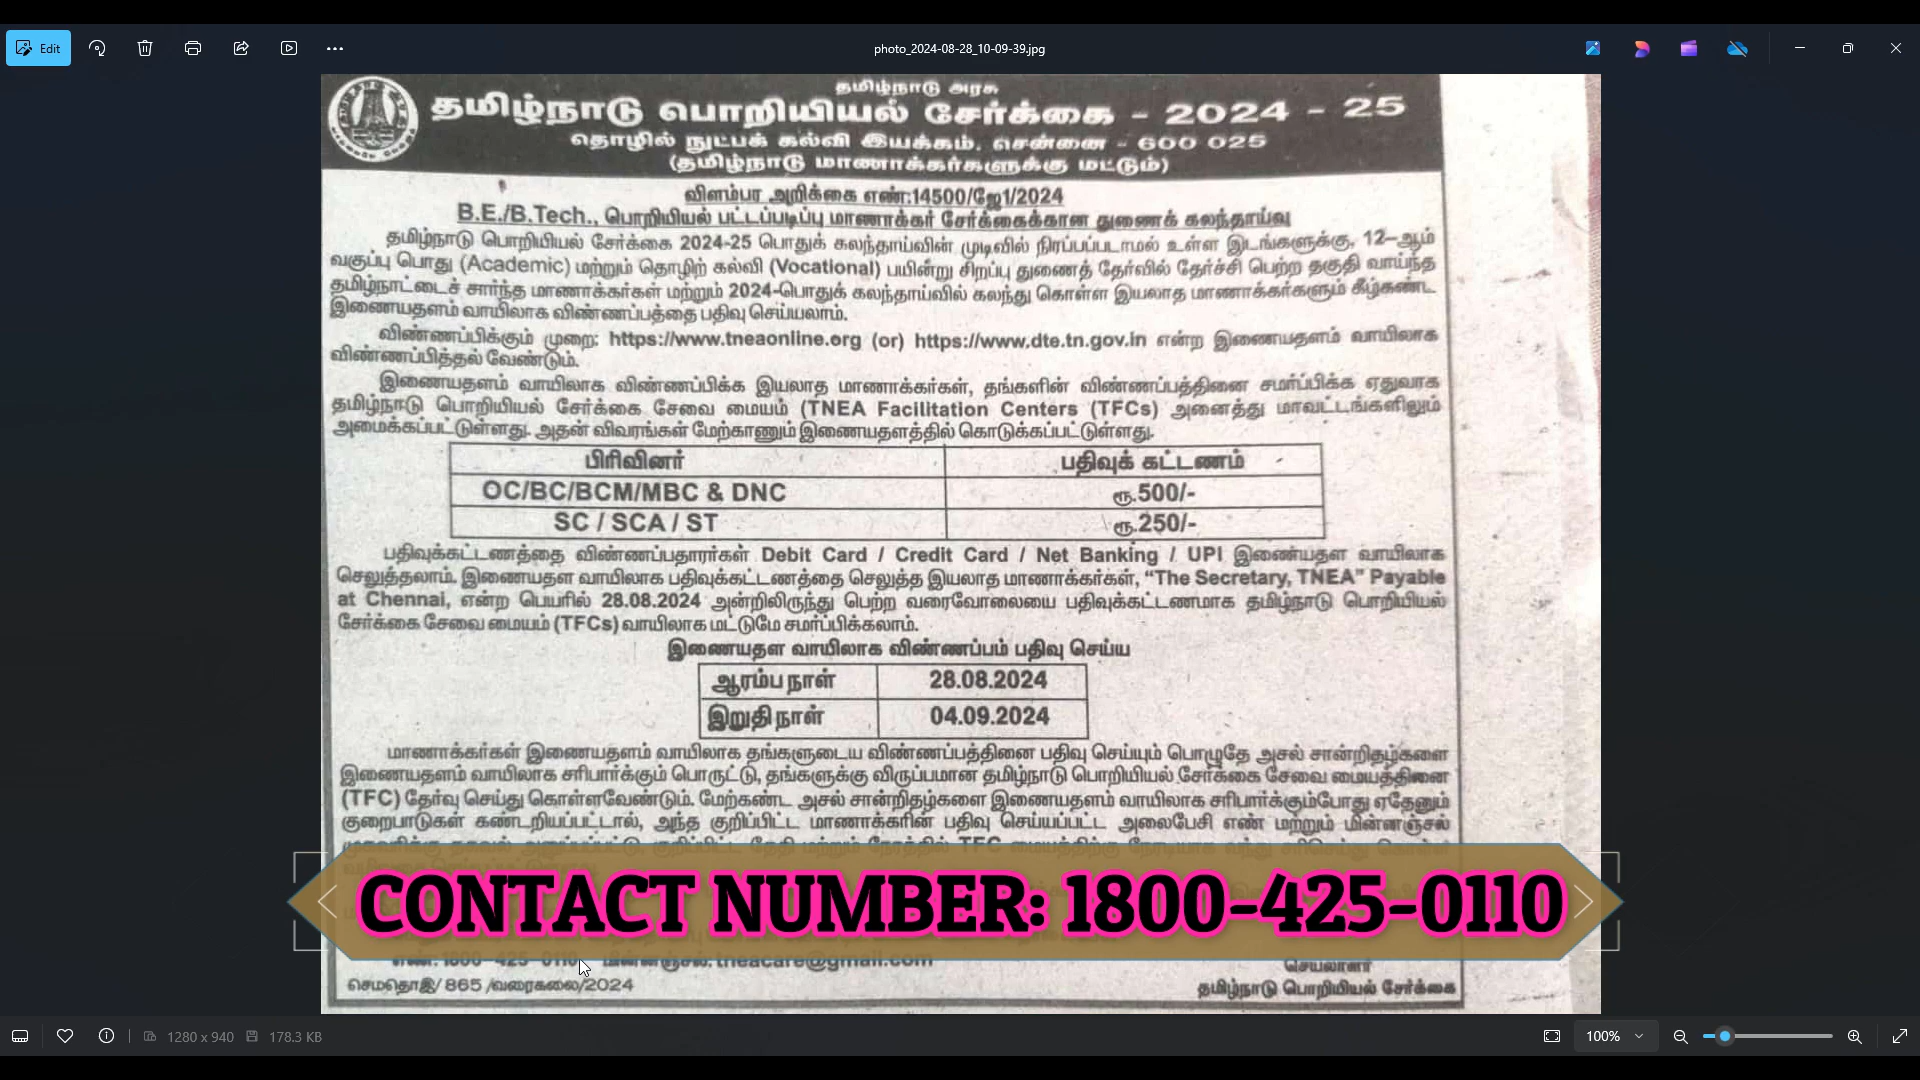 Edit
photo_2024-08-28_10-09-39.jpg
தமிழ்நாடு அரசு
தமிழ்நாடு பொறியியல் சேர்க்கை - 2024 - 25
தொழில் நுட்பக் கல்வி இயக்கம், சென்னை - 600 025
(தமிழ்நாடு மாணாக்கர்களுக்கு மட்டும்)
விளம்பர அறிக்கை எண்:14500/ஜே1/2024
B.E./B.Tech., பொறியியல் பட்டப்படிப்பு மாணாக்கர் சேர்க்கைக்கான துணைக் கலந்தாய்வு
தமிழ்நாடு பொறியியல் சேர்க்கை 2024-25 பொதுக் கலந்தாய்வின் முடிவில் நிரப்பப்படாமல் உள்ள இடங்களுக்கு, 12-ஆம்
வகுப்பு பொது (Academic) மற்றும் தொழிற் கல்வி (Vocational) பயின்று சிறப்பு துணைத் தேர்வில் தேர்ச்சி பெற்ற தகுதி வாய்ந்த
தமிழ்நாட்டைச் சார்ந்த மாணாக்கர்கள் மற்றும் 2024-பொதுக் கலந்தாய்வில் கலந்து கொள்ள இயலாத மாணாக்கர்களும் கீழ்கண்ட
இணையதளம் வாயிலாக விண்ணப்பத்தை பதிவு செய்யலாம்.
விண்ணப்பிக்கும் முறை: https://www.tneaonline.org (or) https://www.dte.tn.gov.in என்ற இணையதளம் வாயிலாக
விண்ணப்பித்தல் வேண்டும்.
இணையதளம் வாயிலாக விண்ணப்பிக்க இயலாத மாணாக்கர்கள், தங்களின் விண்ணப்பத்தினை சமர்ப்பிக்க ஏதுவாக
தமிழ்நாடு பொறியியல் சேர்க்கை சேவை மையம் (TNEA Facilitation Centers (TFCs) அனைத்து மாவட்டங்களிலும்
அமைக்கப்பட்டுள்ளது. அதன் விவரங்கள் மேற்காணும் இணையதளத்தில் கொடுக்கப்பட்டுள்ளது.
பிரிவினர் பதிவுக் கட்டணம்
OC/BC/BCM/MBC & DNC ரூ.500/-
SC / SCA / ST ரூ.250/-
பதிவுக்கட்டணத்தை விண்ணப்பதாரர்கள் Debit Card / Credit Card / Net Banking / UPI இணையதள வாயிலாக
செலுத்தலாம். இணையதள வாயிலாக பதிவுக்கட்டணத்தை செலுத்த இயலாத மாணாக்கர்கள், “The Secretary, TNEA” Payable
at Chennai, என்ற பெயரில் 28.08.2024 அன்றிலிருந்து பெற்ற வரைவோலையை பதிவுக்கட்டணமாக தமிழ்நாடு பொறியியல்
சேர்க்கை சேவை மையம் (TFCs) வாயிலாக மட்டுமே சமர்ப்பிக்கலாம்.
இணையதள வாயிலாக விண்ணப்பம் பதிவு செய்ய
ஆரம்ப நாள் 28.08.2024
இறுதி நாள் 04.09.2024
மாணாக்கர்கள் இணையதளம் வாயிலாக தங்களுடைய விண்ணப்பத்தினை பதிவு செய்யும் பொழுதே அசல் சான்றிதழ்களை
இணையதளம் வாயிலாக சரிபார்க்கும் பொருட்டு, தங்களுக்கு விருப்பமான தமிழ்நாடு பொறியியல் சேர்க்கை சேவை மையத்தினை
(TFC) தேர்வு செய்து கொள்ளவேண்டும். மேற்கண்ட அசல் சான்றிதழ்களை இணையதளம் வாயிலாக சரிபார்க்கும்போது ஏதேனும்
குறைபாடுகள் கண்டறியப்பட்டால், அந்த குறிப்பிட்ட மாணாக்கரின் பதிவு செய்யப்பட்ட அலைபேசி எண் மற்றும் மின்னஞ்சல்
CONTACT NUMBER: 1800-425-0110
எண்: 1800-425-0110 மின்னஞ்சல்: tneacare@gmail.com
செயலாளர்
செமதொஇ/ 865 /வரைகலை/2024
தமிழ்நாடு பொறியியல் சேர்க்கை
1280 x 940
178.3 KB
100%